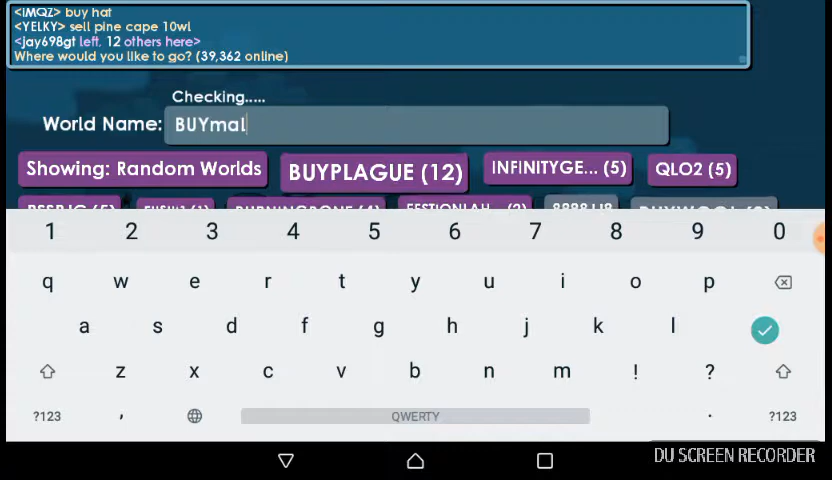 <IMQZ> buy hat
<YELKY> sell pine cape 10wl
<jay698gt left, 12 others here>
Where would you like to go? (39,362 online)
Checking.....
World Name: BUYmal
Showing: Random Worlds BUYPLAGUE (12) INFINITYGE... (5) QLO2 (5)
1 2 3 4 5 6 7 8 9 0
q w e r t y u i o p
a s d f g h j k l
z x c v b n m ! ?
?123 , QWERTY . ?123
DU SCREEN RECORDER